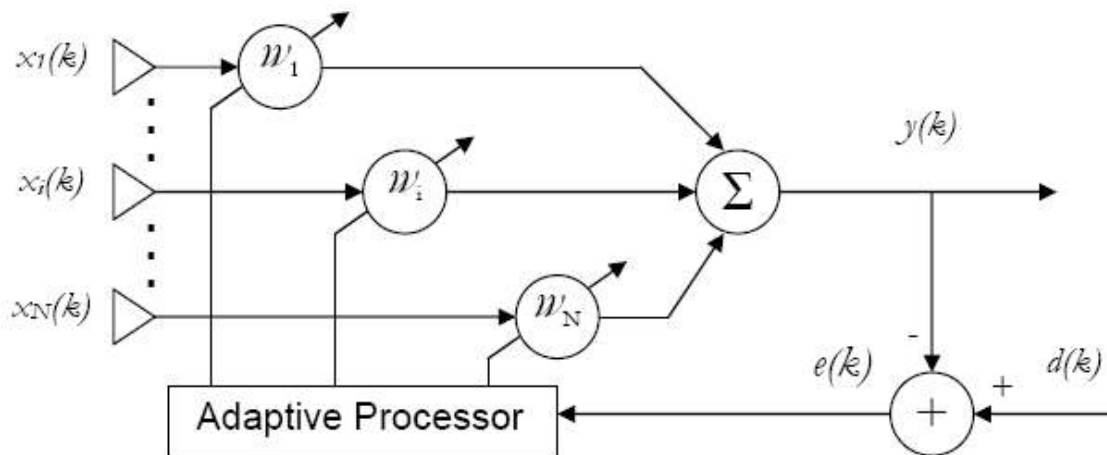 x1(k)
w1
y(k)
xi(k)
wi
Σ
xN(k)
wN
-
e(k)
+
d(k)
+
Adaptive Processor